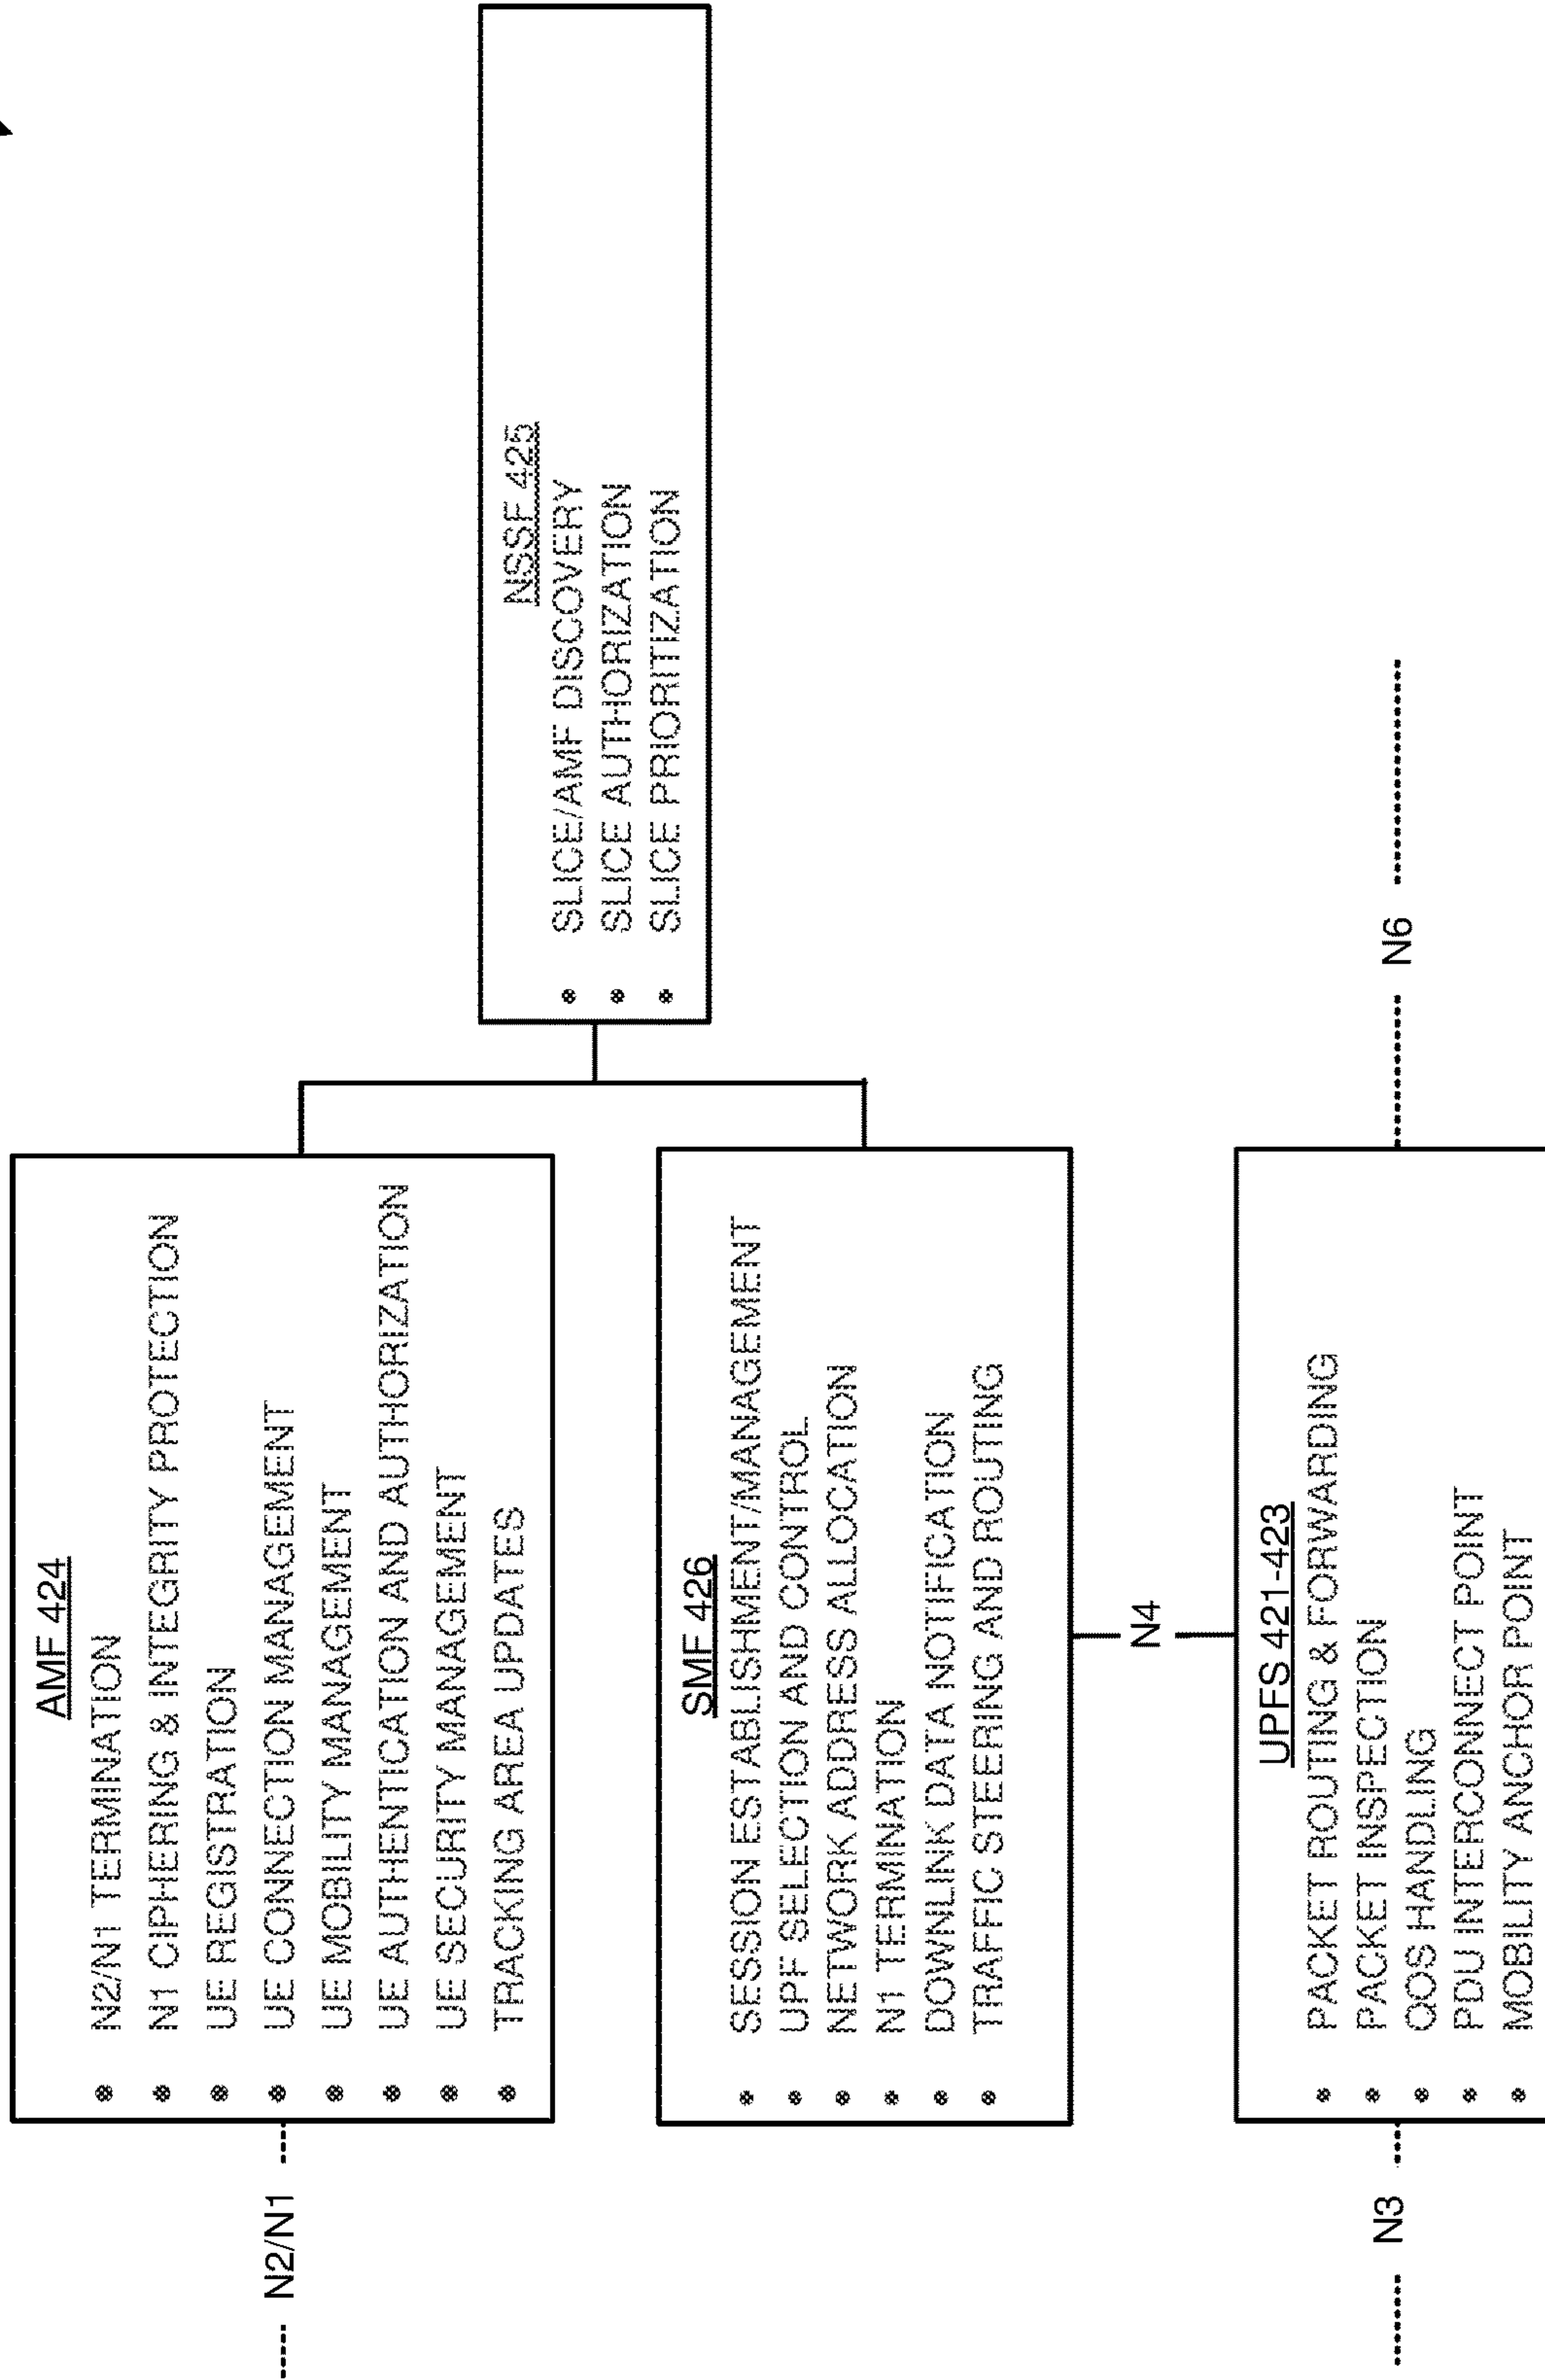 AMF 424
N2/N1 TERMINATION
N1 CIPHERING & INTEGRITY PROTECTION
UE REGISTRATION
UE CONNECTION MANAGEMENT
UE MOBILITY MANAGEMENT
UE AUTHENTICATION AND AUTHORIZATION
UE SECURITY MANAGEMENT
TRACKING AREA UPDATES
N2/N1
NSSF 425
SLICE/AMF DISCOVERY
SLICE AUTHORIZATION
SLICE PRIORITIZATION
SMF 426
SESSION ESTABLISHMENT/MANAGEMENT
UPF SELECTION AND CONTROL
NETWORK ADDRESS ALLOCATION
N1 TERMINATION
DOWNLINK DATA NOTIFICATION
TRAFFIC STEERING AND ROUTING
N4
UPFS 421-423
PACKET ROUTING & FORWARDING
PACKET INSPECTION
QOS HANDLING
PDU INTERCONNECT POINT
MOBILITY ANCHOR POINT
N3
N6